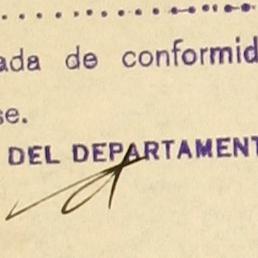 ada de conformid
se.
DEL DEPARTAMENT